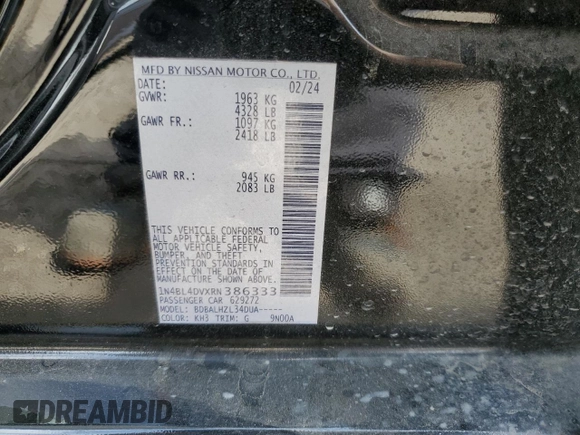 MFD BY NISSAN MOTOR CO., LTD.
DATE: 02/24
GVWR: 1963 KG
4328 LB
GAWR FR.: 1097 KG
2418 LB
GAWR RR.: 945 KG
2083 LB
THIS VEHICLE CONFORMS TO
ALL APPLICABLE FEDERAL
MOTOR VEHICLE SAFETY,
BUMPER, AND THEFT
PREVENTION STANDARDS IN
EFFECT ON THE DATE OF
MANUFACTURE SHOWN ABOVE.
1N4BL4DVXRN386333
PASSENGER CAR 629272
MODEL: BDBALHZL34DUA-----
COLOR: KH3 TRIM: G 9N00A
DREAMBID